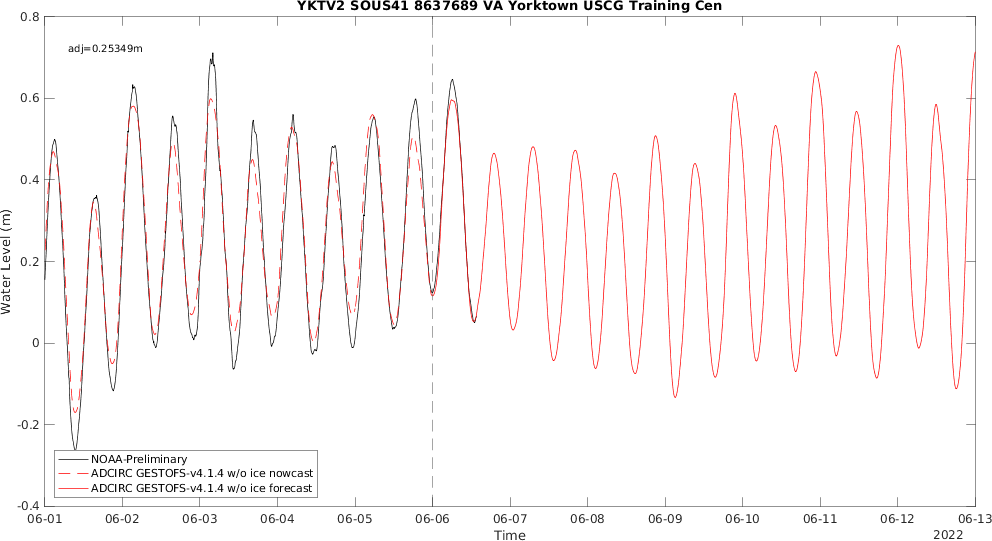 YKTV2 SOUS41 8637689 VA Yorktown USCG Training Cen
adj=0.25349m
0.8
0.6
0.4
0.2
0
-0.2
-0.4
Water Level (m)
NOAA-Preliminary
ADCIRC GESTOFS-v4.1.4 w/o ice nowcast
ADCIRC GESTOFS-v4.1.4 w/o ice forecast
06-01 06-02 06-03 06-04 06-05 06-06 06-07 06-08 06-09 06-10 06-11 06-12 06-13
Time
2022